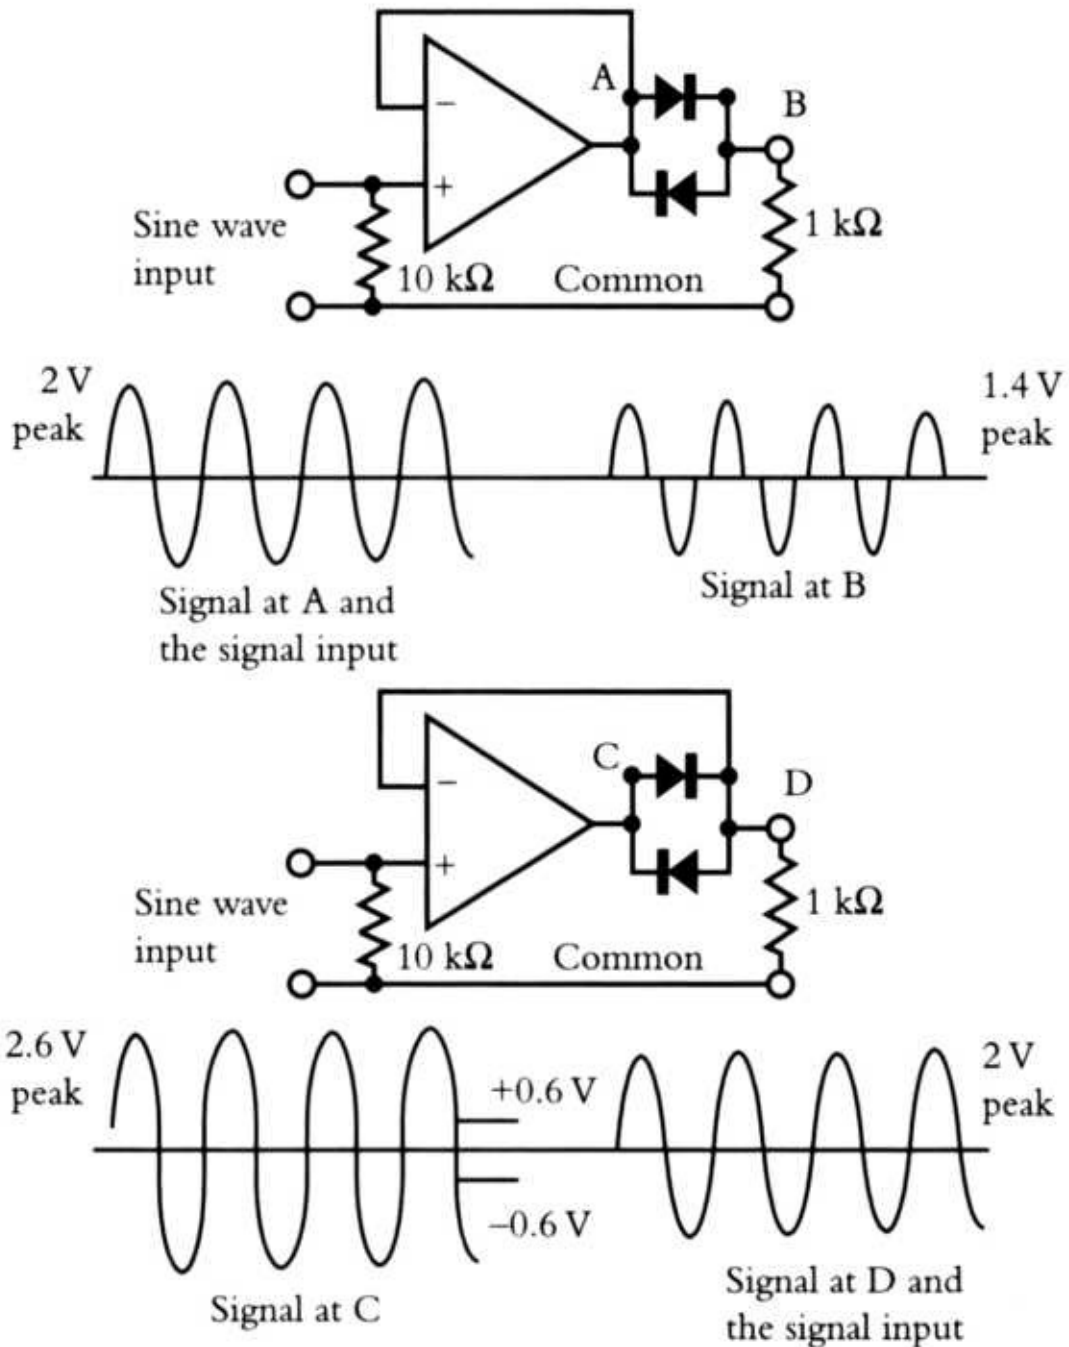 A
B
−
+
Sine wave
input
10 kΩ
Common
1 kΩ
2 V
peak
1.4 V
peak
Signal at A and
the signal input
Signal at B
C
D
−
+
Sine wave
input
10 kΩ
Common
1 kΩ
2.6 V
peak
+0.6 V
−0.6 V
2 V
peak
Signal at C
Signal at D and
the signal input